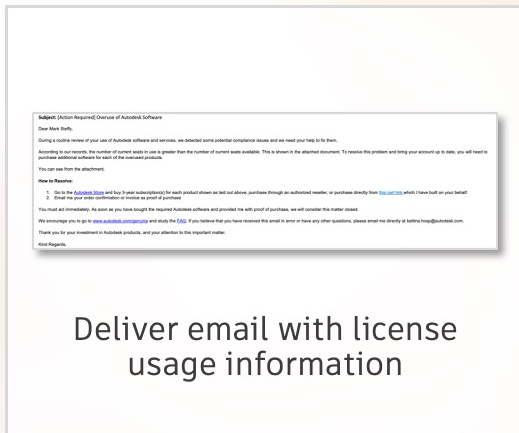 Subject: [Action Required] Overuse of Autodesk Software
Dear Mark Steffy,
During a routine review of your use of Autodesk software and services, we detected some potential compliance issues and we need your help to fix them.
According to our records, the number of current seats in use is greater than the number of current seats available. This is shown in the attached document. To resolve this problem and bring your account up to date, you will need to
purchase additional software for each of the overused products.
You can see from the attachment.
How to Resolve:
1. Go to the Autodesk Store and buy 3-year subscription(s) for each product shown as laid out above, purchase through an authorized reseller, or purchase directly from this cart link which I have built on your behalf.
2. Email me your order confirmation or invoice as proof of purchase
You must act immediately. As soon as you have bought the required Autodesk software and provided me with proof of purchase, we will consider this matter closed.
We encourage you to go to www.autodesk.com/genuine and study the FAQ. If you believe that you have received this email in error or have any other questions, please email me directly at bettina.hosp@autodesk.com.
Thank you for your investment in Autodesk products, and your attention to this important matter.
Kind Regards,
Deliver email with license
usage information